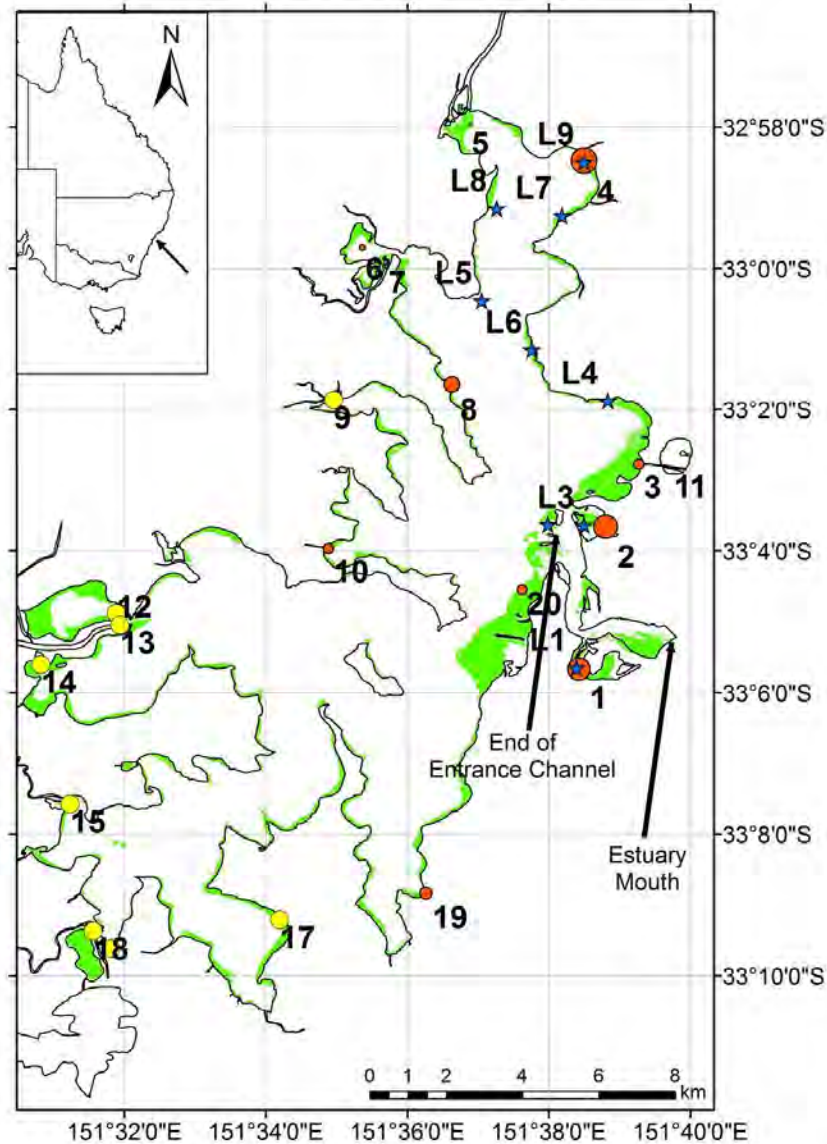 N
32°58'0"S
5
L9
L8
L7
4
33°0'0"S
6
7
L5
L6
L4
8
9
33°2'0"S
3
11
L3
2
10
33°4'0"S
12
20
13
L1
14
1
33°6'0"S
End of
Entrance Channel
15
33°8'0"S
Estuary
Mouth
19
17
18
33°10'0"S
0 1 2 4 6 8
km
151°32'0"E 151°34'0"E 151°36'0"E 151°38'0"E 151°40'0"E